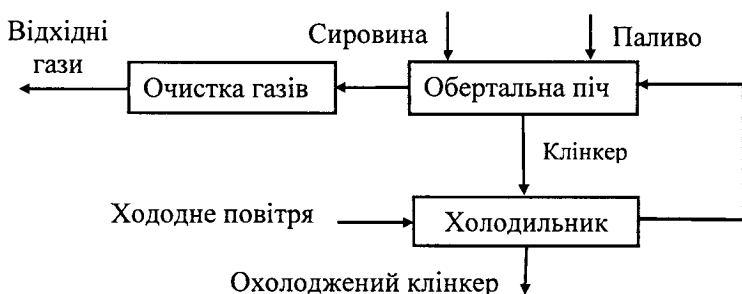 Відхідні
гази
Сировина
Паливо
Очистка газів
Обертальна піч
Клінкер
Хододне повітря
Холодильник
Охолоджений клінкер